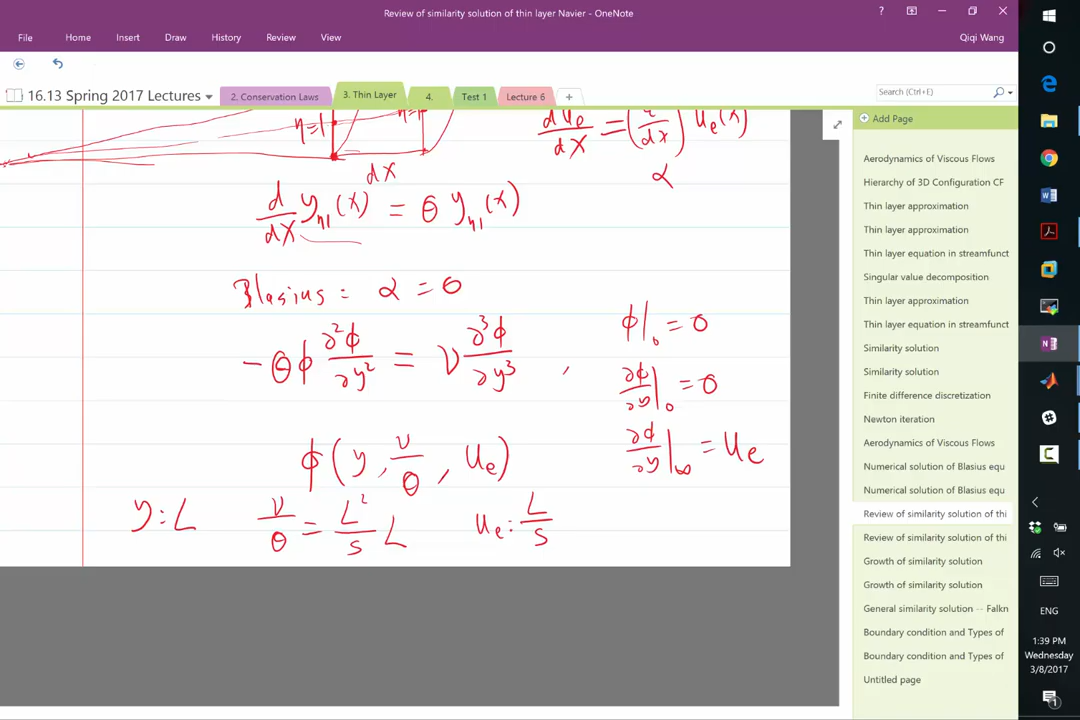 Review of similarity solution of thin layer Navier - OneNote
File Home Insert Draw History Review View
Qiqi Wang
16.13 Spring 2017 Lectures
2. Conservation Laws
3. Thin Layer
4.
Test 1
Lecture 6
Search (Ctrl+E)
Add Page
Aerodynamics of Viscous Flows
Hierarchy of 3D Configuration CF
Thin layer approximation
Thin layer approximation
Thin layer equation in streamfunct
Singular value decomposition
Thin layer approximation
Thin layer equation in streamfunct
Similarity solution
Similarity solution
Finite difference discretization
Newton iteration
Aerodynamics of Viscous Flows
Numerical solution of Blasius equ
Numerical solution of Blasius equ
Review of similarity solution of thi
Review of similarity solution of thi
Growth of similarity solution
Growth of similarity solution
General similarity solution -- Falkn
Boundary condition and Types of
Boundary condition and Types of
Untitled page
η=1
dx
α
d/dx y_η1(x) = θ y_η1(x)
Blasius: α = 0
-θϕ ∂²ϕ/∂y² = ν ∂³ϕ/∂y³ ,
ϕ|₀ = 0
∂ϕ/∂y|₀ = 0
∂ϕ/∂y|∞ = Ue
ϕ(y, ν/θ, Ue)
y: L
ν/θ = L²/s L
Ue: L/s
ENG
1:39 PM
Wednesday
3/8/2017